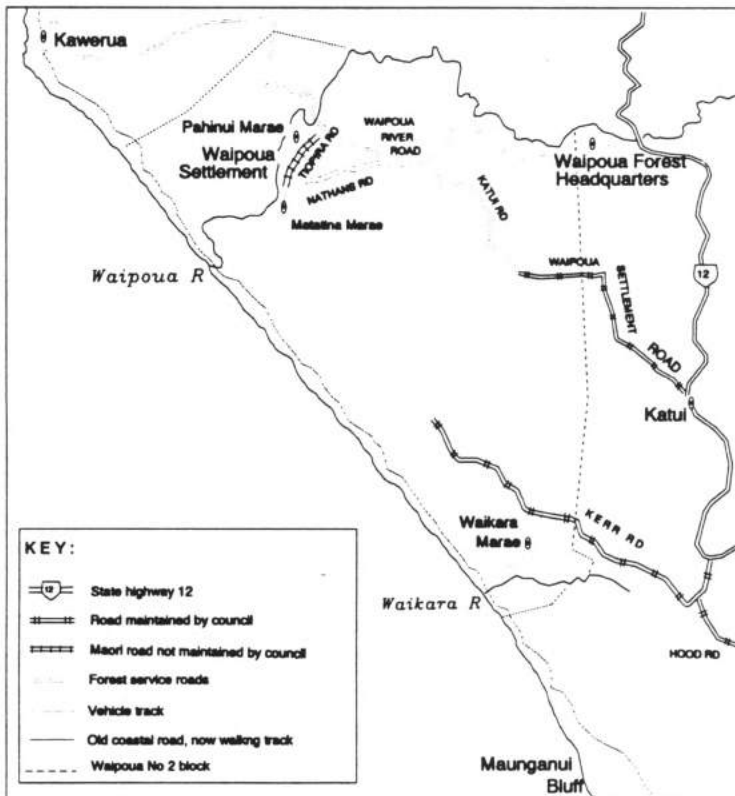 Kawerua
Pahinui Marae
Waipoua
Settlement
TIOPIRA RD
WAIPOUA
RIVER
ROAD
NATHANS RD
Matatina Marae
KATUI RD
Waipoua Forest
Headquarters
Waipoua R
WAIPOUA
SETTLEMENT
ROAD
12
Katui
Waikara
Marae
KERR RD
Waikara R
HOOD RD
Maunganui
Bluff
KEY:
12 State highway 12
Road maintained by council
Maori road not maintained by council
Forest service roads
Vehicle track
Old coastal road, now walkng track
Waipoua No 2 block